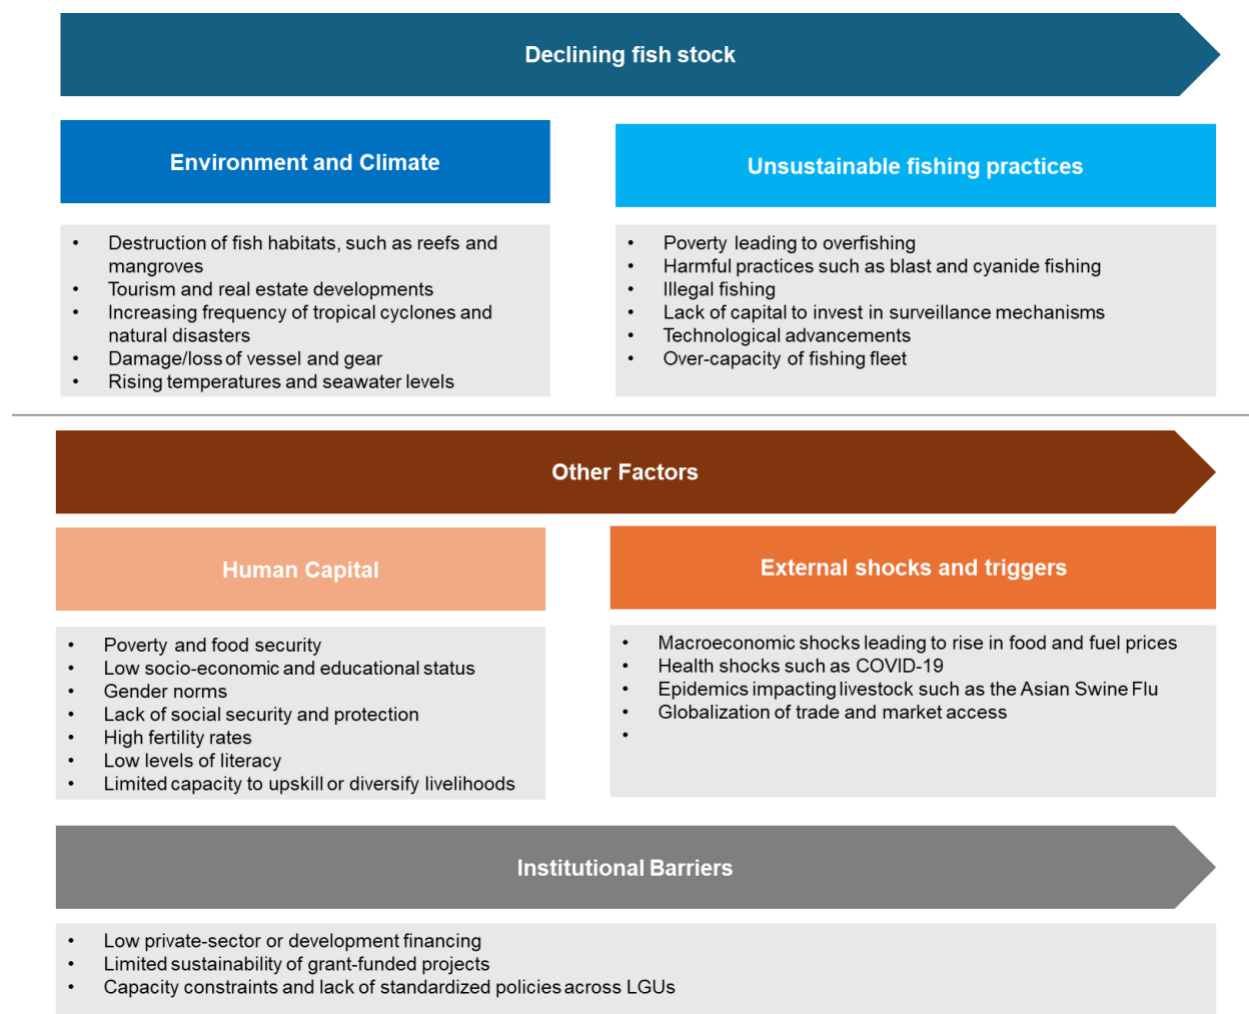 Declining fish stock
Environment and Climate
• Destruction of fish habitats, such as reefs and
mangroves
• Tourism and real estate developments
• Increasing frequency of tropical cyclones and
natural disasters
• Damage/loss of vessel and gear
• Rising temperatures and seawater levels
Unsustainable fishing practices
• Poverty leading to overfishing
• Harmful practices such as blast and cyanide fishing
• Illegal fishing
• Lack of capital to invest in surveillance mechanisms
• Technological advancements
• Over-capacity of fishing fleet
Other Factors
Human Capital
• Poverty and food security
• Low socio-economic and educational status
• Gender norms
• Lack of social security and protection
• High fertility rates
• Low levels of literacy
• Limited capacity to upskill or diversify livelihoods
External shocks and triggers
• Macroeconomic shocks leading to rise in food and fuel prices
• Health shocks such as COVID-19
• Epidemics impacting livestock such as the Asian Swine Flu
• Globalization of trade and market access
•
Institutional Barriers
• Low private-sector or development financing
• Limited sustainability of grant-funded projects
• Capacity constraints and lack of standardized policies across LGUs